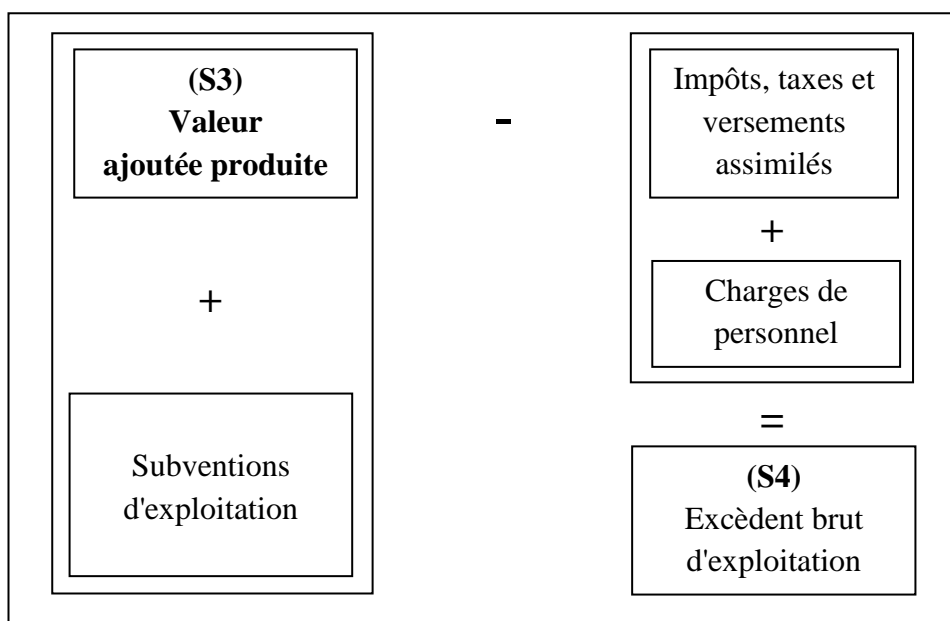 (S3)
Valeur
ajoutée produite
+
Subventions
d'exploitation
-
Impôts, taxes et
versements
assimilés
+
Charges de
personnel
=
(S4)
Excèdent brut
d'exploitation